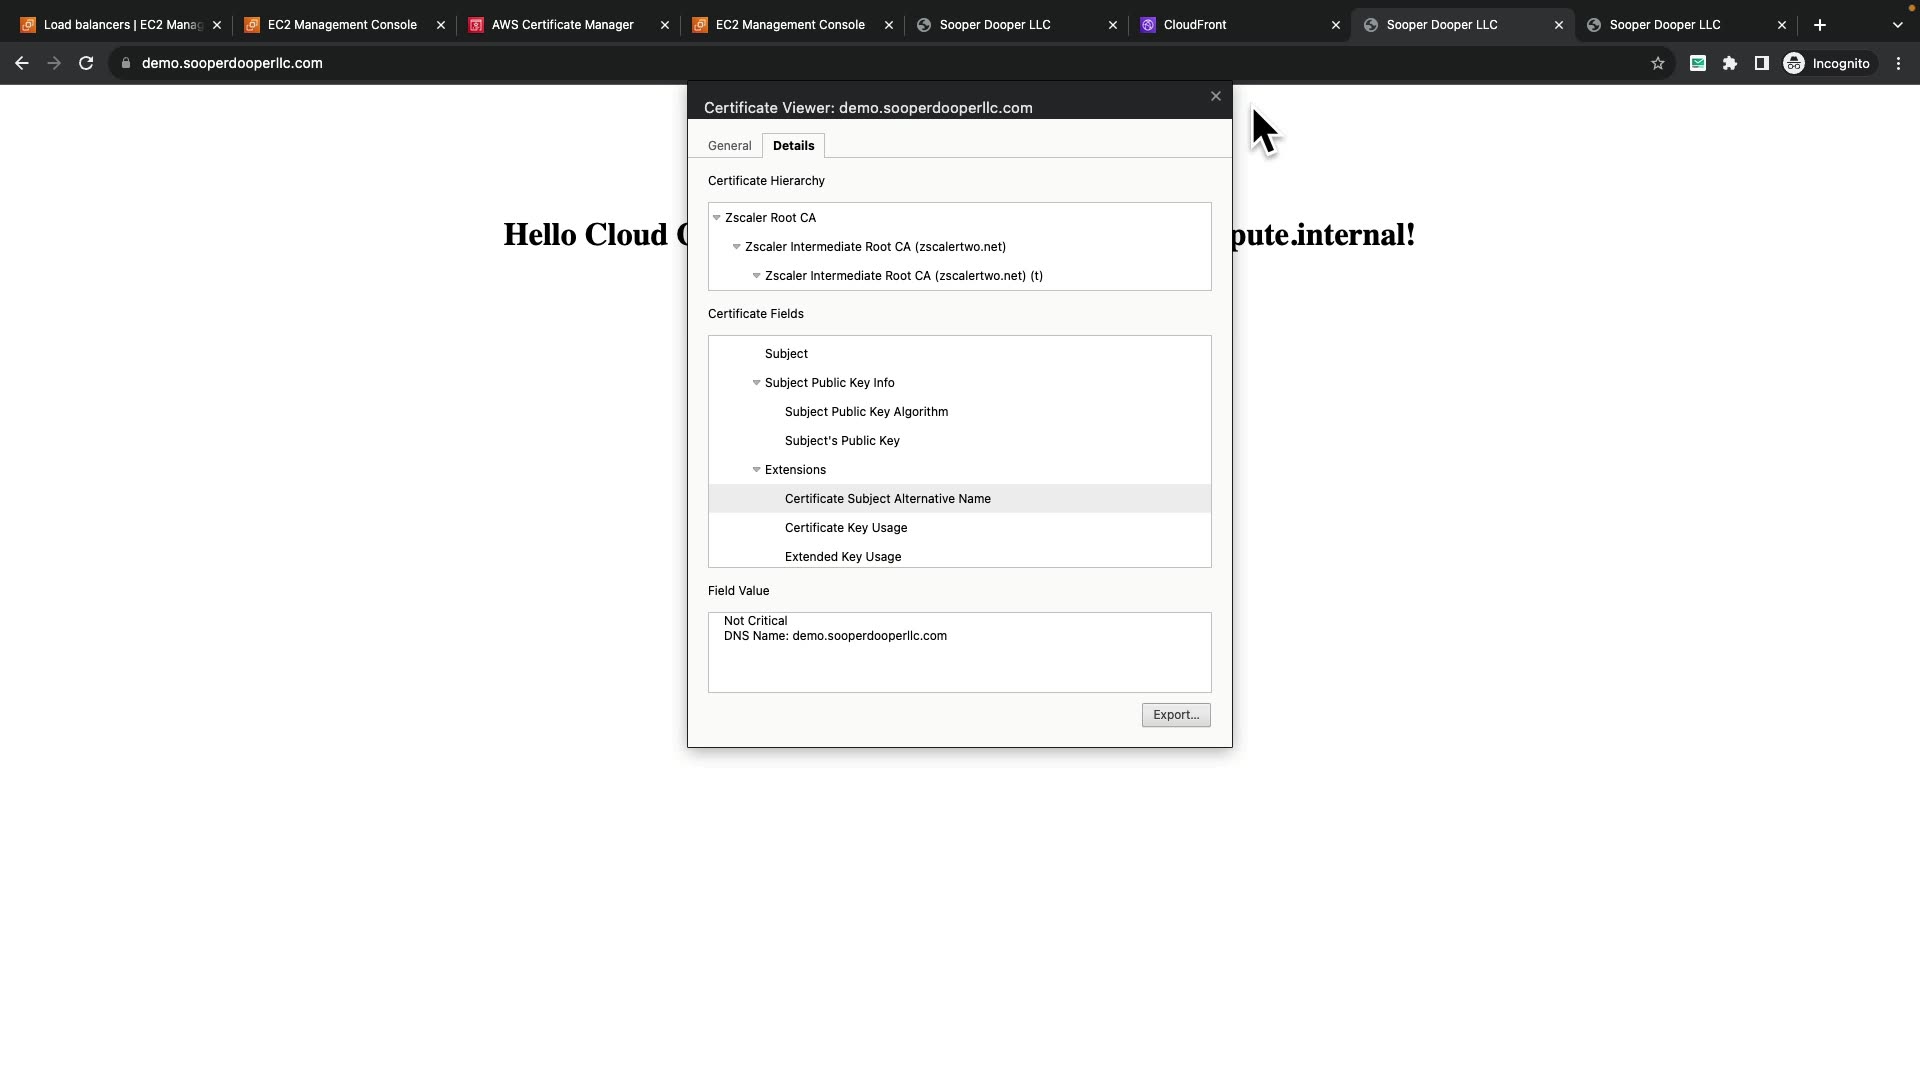 Load balancers | EC2 Manag
EC2 Management Console
AWS Certificate Manager
EC2 Management Console
Sooper Dooper LLC
CloudFront
Sooper Dooper LLC
Sooper Dooper LLC
demo.sooperdooperllc.com
Incognito
Certificate Viewer: demo.sooperdooperllc.com
General
Details
Certificate Hierarchy
Zscaler Root CA
Hello Cloud
pute.internal!
Zscaler Intermediate Root CA (zscalertwo.net)
Zscaler Intermediate Root CA (zscalertwo.net) (t)
Certificate Fields
Subject
Subject Public Key Info
Subject Public Key Algorithm
Subject's Public Key
Extensions
Certificate Subject Alternative Name
Certificate Key Usage
Extended Key Usage
Field Value
Not Critical
DNS Name: demo.sooperdooperllc.com
Export...